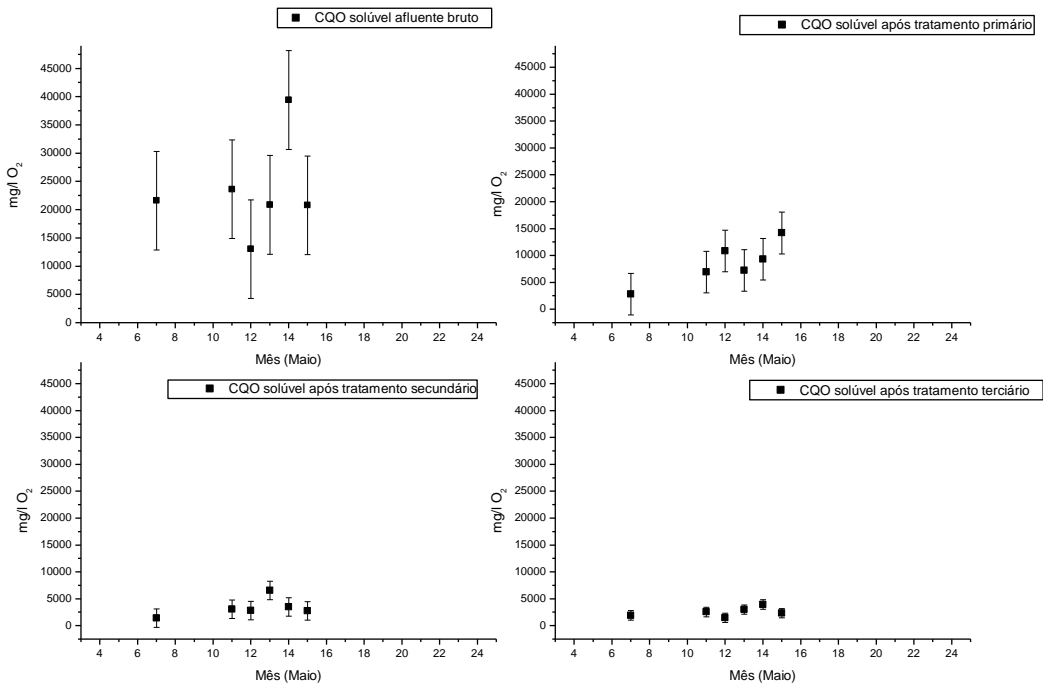 CQO solúvel afluente bruto
45000
40000
35000
30000
25000
20000
15000
10000
5000
0
mg/l O2
4 6 8 10 12 14 16 18 20 22 24
Mês (Maio)
CQO solúvel após tratamento primário
45000
40000
35000
30000
25000
20000
15000
10000
5000
0
mg/l O2
4 6 8 10 12 14 16 18 20 22 24
Mês (Maio)
CQO solúvel após tratamento secundário
45000
40000
35000
30000
25000
20000
15000
10000
5000
0
mg/l O2
4 6 8 10 12 14 16 18 20 22 24
Mês (Maio)
CQO solúvel após tratamento terciário
45000
40000
35000
30000
25000
20000
15000
10000
5000
0
mg/l O2
4 6 8 10 12 14 16 18 20 22 24
Mês (Maio)